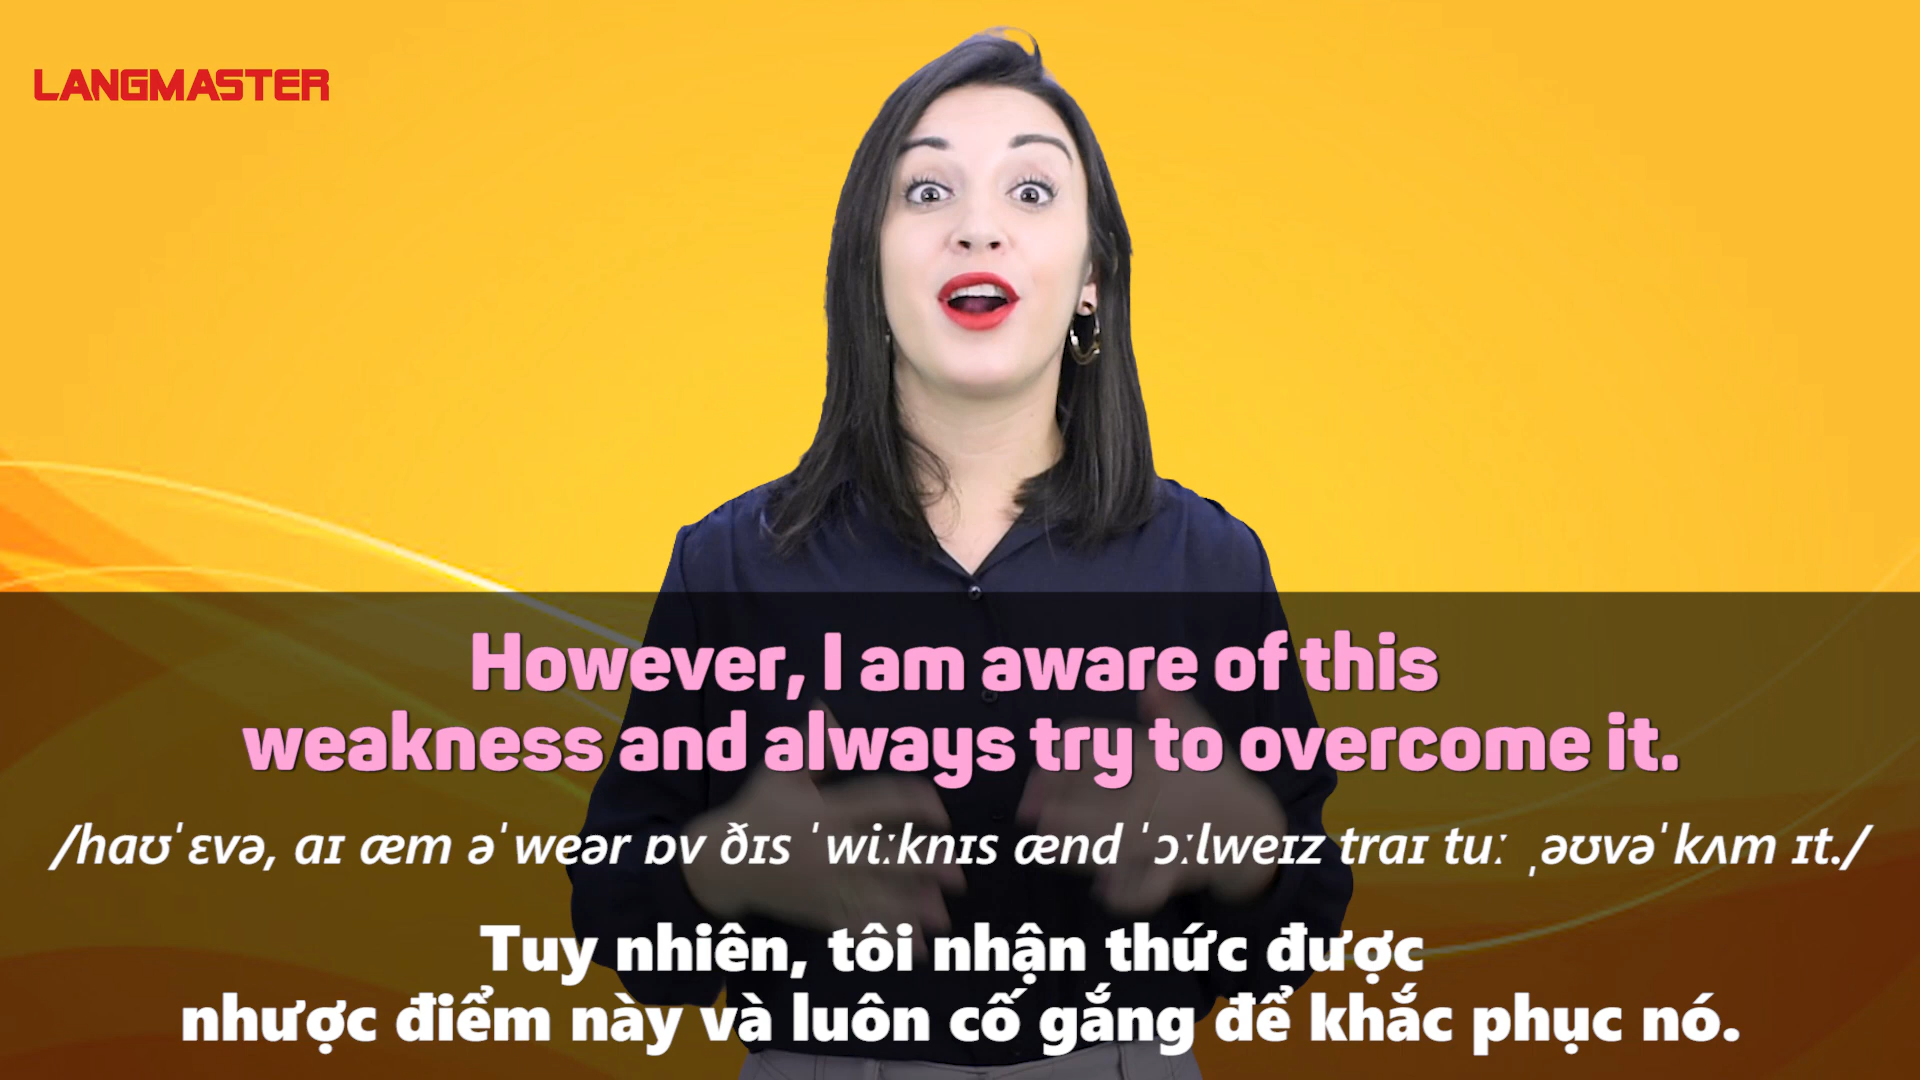 LANGMASTER
However, I am aware of this
weakness and always try to overcome it.
/haʊˈɛvə, aɪ æm əˈweər ɒv ðɪs ˈwiːknɪs ænd ˈɔːlweɪz traɪ tuː ˌəʊvəˈkʌm ɪt./
Tuy nhiên, tôi nhận thức được
nhược điểm này và luôn cố gắng để khắc phục nó.